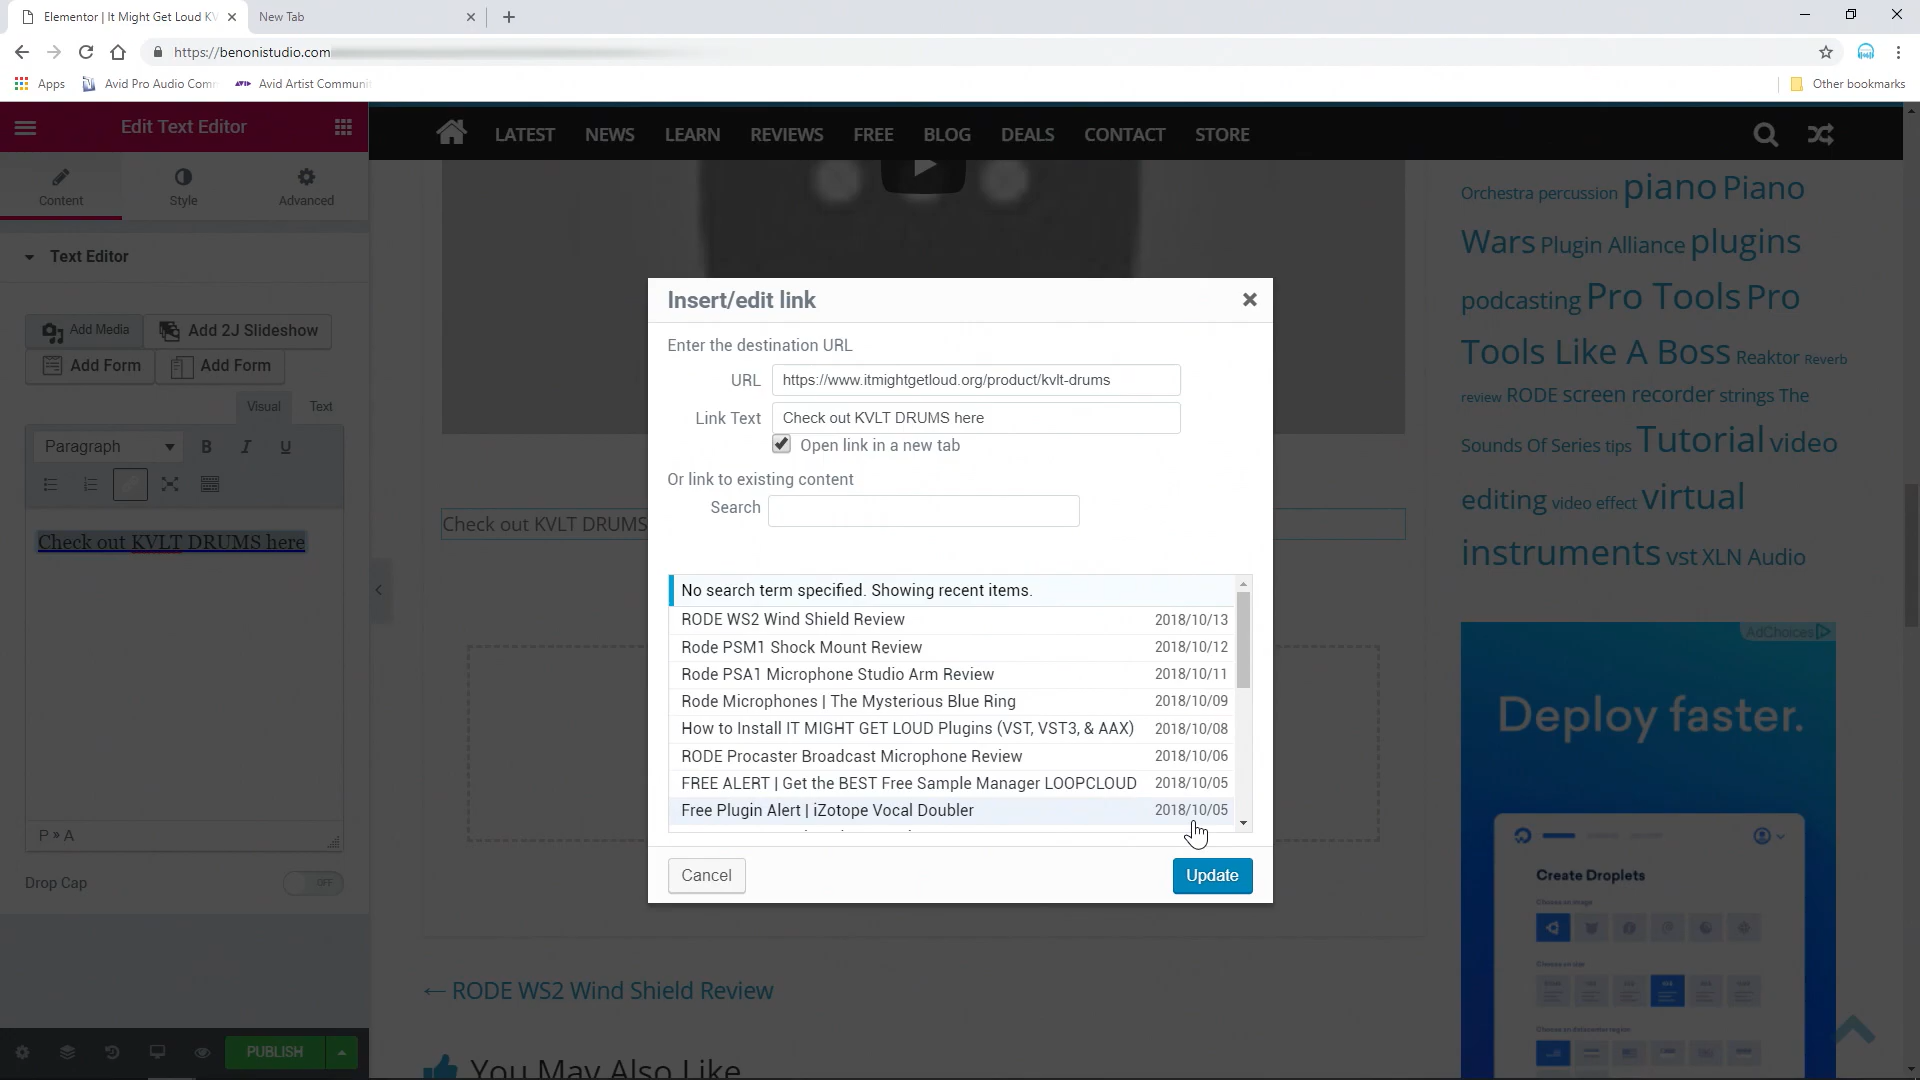 Elementor | It Might Get Loud KV
New Tab
https://benonistudio.com
Apps
Avid Pro Audio Com
Avid Artist Communi
Other bookmarks
Edit Text Editor
Content
Style
Advanced
Text Editor
Add Media
Add 2J Slideshow
Add Form
Add Form
Visual
Text
Paragraph
B I U
Check out KVLT DRUMS here
P » A
Drop Cap
OFF
PUBLISH
LATEST NEWS LEARN REVIEWS FREE BLOG DEALS CONTACT STORE
Check out KVLT DRUMS
Insert/edit link
Enter the destination URL
URL
https://www.itmightgetloud.org/product/kvlt-drums
Link Text
Check out KVLT DRUMS here
Open link in a new tab
Or link to existing content
Search
No search term specified. Showing recent items.
RODE WS2 Wind Shield Review 2018/10/13
Rode PSM1 Shock Mount Review 2018/10/12
Rode PSA1 Microphone Studio Arm Review 2018/10/11
Rode Microphones | The Mysterious Blue Ring 2018/10/09
How to Install IT MIGHT GET LOUD Plugins (VST, VST3, & AAX) 2018/10/08
RODE Procaster Broadcast Microphone Review 2018/10/06
FREE ALERT | Get the BEST Free Sample Manager LOOPCLOUD 2018/10/05
Free Plugin Alert | iZotope Vocal Doubler 2018/10/05
Cancel
Update
← RODE WS2 Wind Shield Review
You May Also Like
Orchestra percussion piano Piano
Wars Plugin Alliance plugins
podcasting Pro Tools Pro
Tools Like A Boss Reaktor Reverb
review RODE screen recorder strings The
Sounds Of Series tips Tutorial video
editing video effect virtual
instruments vst XLN Audio
AdChoices
Deploy faster.
Create Droplets
Choose an image
Choose a size
Choose a datacenter region